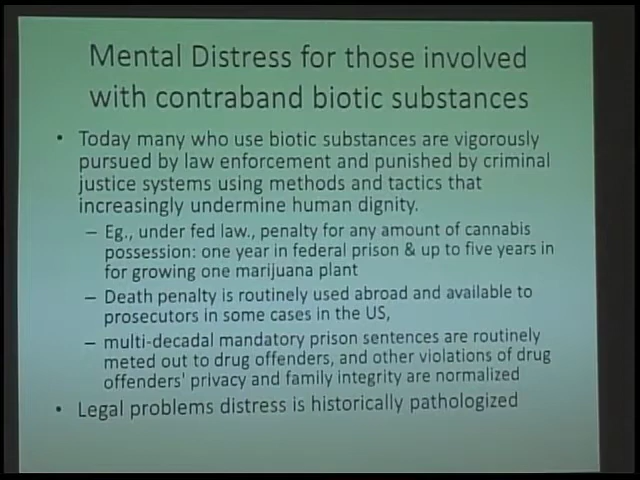 Mental Distress for those involved
with contraband biotic substances
• Today many who use biotic substances are vigorously
pursued by law enforcement and punished by criminal
justice systems using methods and tactics that
increasingly undermine human dignity.
– Eg., under fed law., penalty for any amount of cannabis
possession: one year in federal prison & up to five years in
for growing one marijuana plant
– Death penalty is routinely used abroad and available to
prosecutors in some cases in the US,
– multi-decadal mandatory prison sentences are routinely
meted out to drug offenders, and other violations of drug
offenders' privacy and family integrity are normalized
• Legal problems distress is historically pathologized